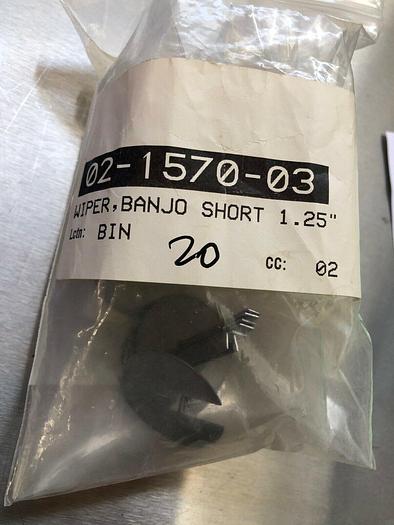 02-1570-03
WIPER,BANJO SHORT 1.25"
Lctn: BIN
20
CC: 02